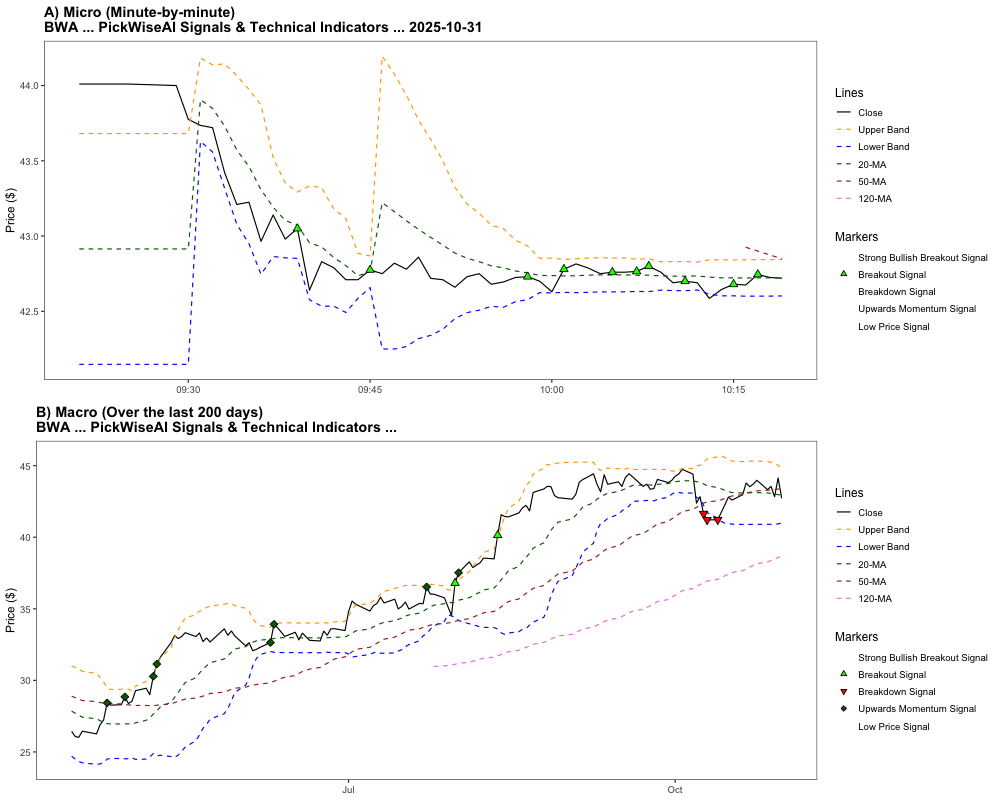 A) Micro (Minute-by-minute)
BWA ... PickWiseAI Signals & Technical Indicators ... 2025-10-31
Price ($)
44.0
43.5
43.0
42.5
09:30
09:45
10:00
10:15
Lines
Close
Upper Band
Lower Band
20-MA
50-MA
120-MA
Markers
Strong Bullish Breakout Signal
Breakout Signal
Breakdown Signal
Upwards Momentum Signal
Low Price Signal
B) Macro (Over the last 200 days)
BWA ... PickWiseAI Signals & Technical Indicators ...
Price ($)
45
40
35
30
25
Jul
Oct
Lines
Close
Upper Band
Lower Band
20-MA
50-MA
120-MA
Markers
Strong Bullish Breakout Signal
Breakout Signal
Breakdown Signal
Upwards Momentum Signal
Low Price Signal